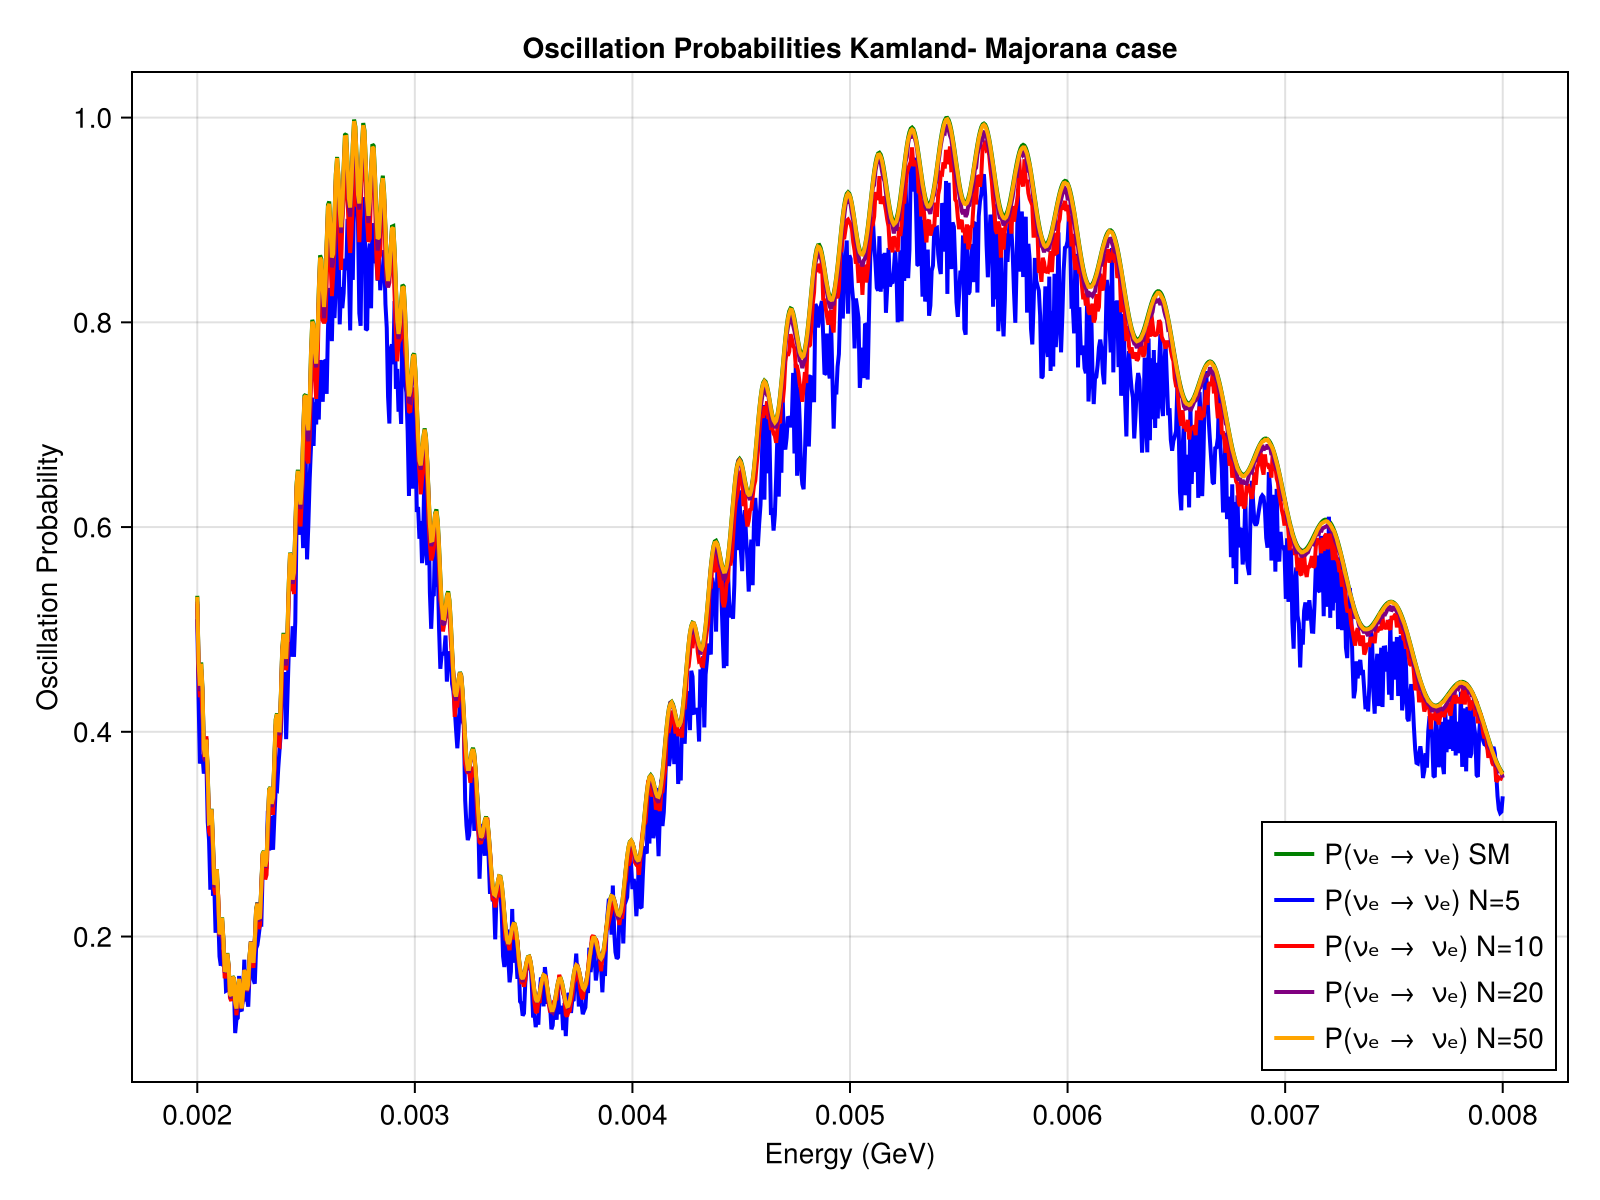 Oscillation Probabilities Kamland- Majorana case
Oscillation Probability
1.0
0.8
0.6
0.4
0.2
0.002 0.003 0.004 0.005 0.006 0.007 0.008
Energy (GeV)
P(νₑ → νₑ) SM
P(νₑ → νₑ) N=5
P(νₑ → νₑ) N=10
P(νₑ → νₑ) N=20
P(νₑ → νₑ) N=50